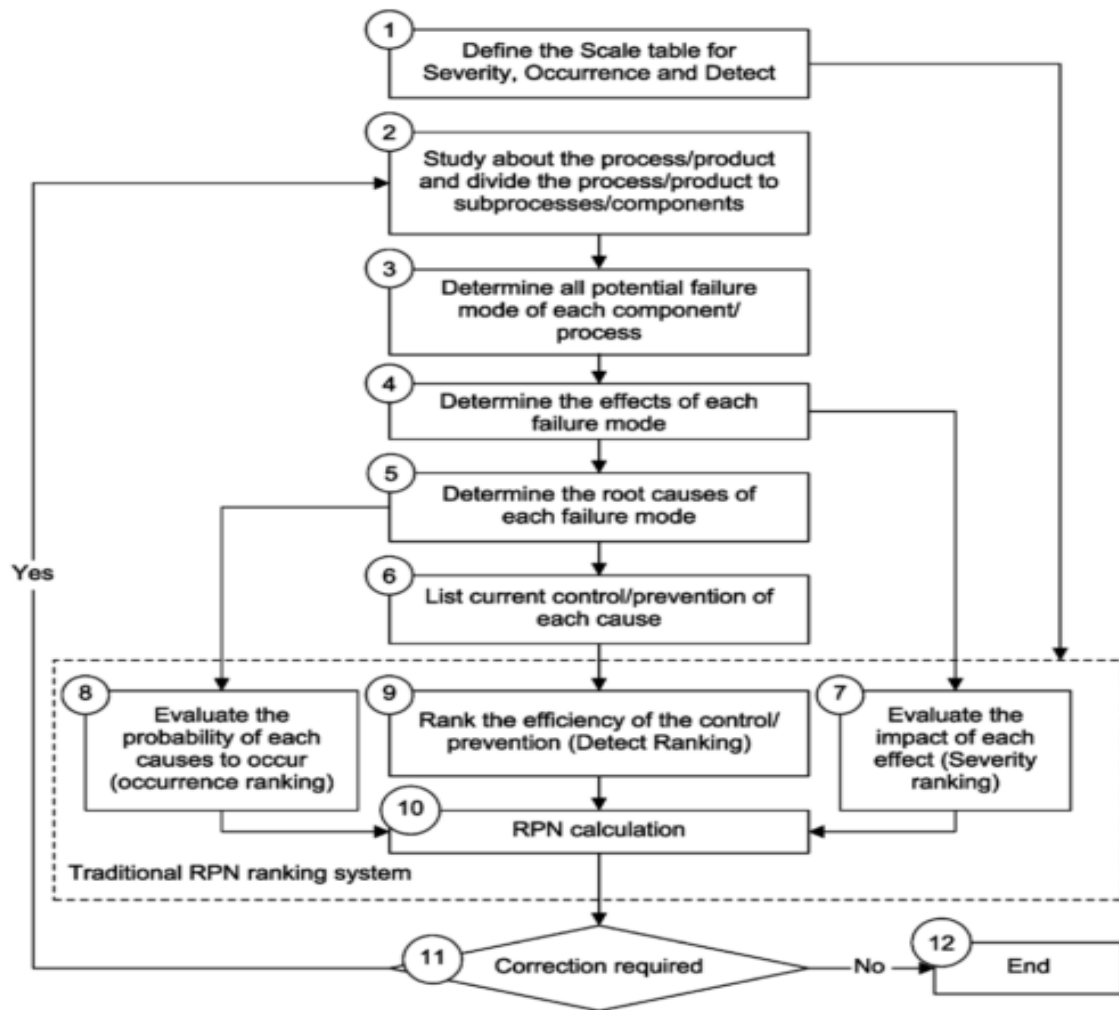 1
Define the Scale table for
Severity, Occurrence and Detect
2
Study about the process/product
and divide the process/product to
subprocesses/components
3
Determine all potential failure
mode of each component/
process
4
Determine the effects of each
failure mode
5
Determine the root causes of
each failure mode
Yes
6
List current control/prevention of
each cause
8
Evaluate the
probability of each
causes to occur
(occurrence ranking)
9
Rank the efficiency of the control/
prevention (Detect Ranking)
7
Evaluate the
impact of each
effect (Severity
ranking)
10
RPN calculation
Traditional RPN ranking system
11
Correction required
No
12
End